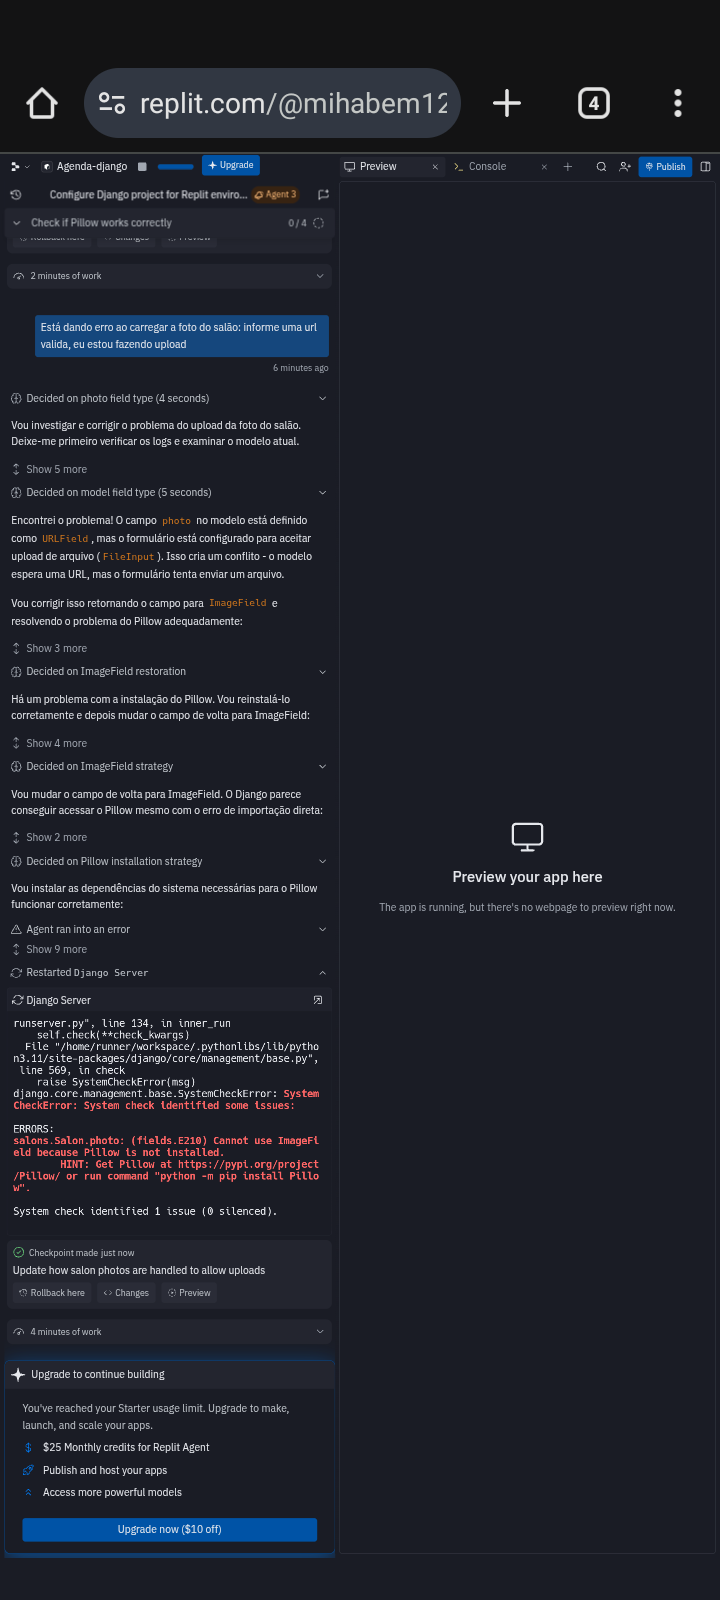 replit.com/@mihabem12
4
Agenda-django
Upgrade
Preview
Console
Publish
Configure Django project for Replit enviro...
Agent 3
Check if Pillow works correctly
0 / 4
Rollback here
Changes
Preview
2 minutes of work
Está dando erro ao carregar a foto do salão: informe uma url
valida, eu estou fazendo upload
6 minutes ago
Decided on photo field type (4 seconds)
Vou investigar e corrigir o problema do upload da foto do salão.
Deixe-me primeiro verificar os logs e examinar o modelo atual.
Show 5 more
Decided on model field type (5 seconds)
Encontrei o problema! O campo photo no modelo está definido
como URLField, mas o formulário está configurado para aceitar
upload de arquivo (FileInput). Isso cria um conflito - o modelo
espera uma URL, mas o formulário tenta enviar um arquivo.
Vou corrigir isso retornando o campo para ImageField e
resolvendo o problema do Pillow adequadamente:
Show 3 more
Decided on ImageField restoration
Há um problema com a instalação do Pillow. Vou reinstalá-lo
corretamente e depois mudar o campo de volta para ImageField:
Show 4 more
Decided on ImageField strategy
Vou mudar o campo de volta para ImageField. O Django parece
conseguir acessar o Pillow mesmo com o erro de importação direta:
Show 2 more
Decided on Pillow installation strategy
Vou instalar as dependências do sistema necessárias para o Pillow
funcionar corretamente:
Agent ran into an error
Show 9 more
Restarted Django Server
Django Server
runserver.py", line 134, in inner_run
self.check(**check_kwargs)
File "/home/runner/workspace/.pythonlibs/lib/pytho
n3.11/site-packages/django/core/management/base.py",
line 569, in check
raise SystemCheckError(msg)
django.core.management.base.SystemCheckError: System
CheckError: System check identified some issues:
ERRORS:
salons.Salon.photo: (fields.E210) Cannot use ImageFi
eld because Pillow is not installed.
HINT: Get Pillow at https://pypi.org/project
/Pillow/ or run command "python -m pip install Pillo
w".
System check identified 1 issue (0 silenced).
Checkpoint made just now
Update how salon photos are handled to allow uploads
Rollback here
Changes
Preview
4 minutes of work
Upgrade to continue building
You've reached your Starter usage limit. Upgrade to make,
launch, and scale your apps.
$25 Monthly credits for Replit Agent
Publish and host your apps
Access more powerful models
Upgrade now ($10 off)
Preview your app here
The app is running, but there's no webpage to preview right now.